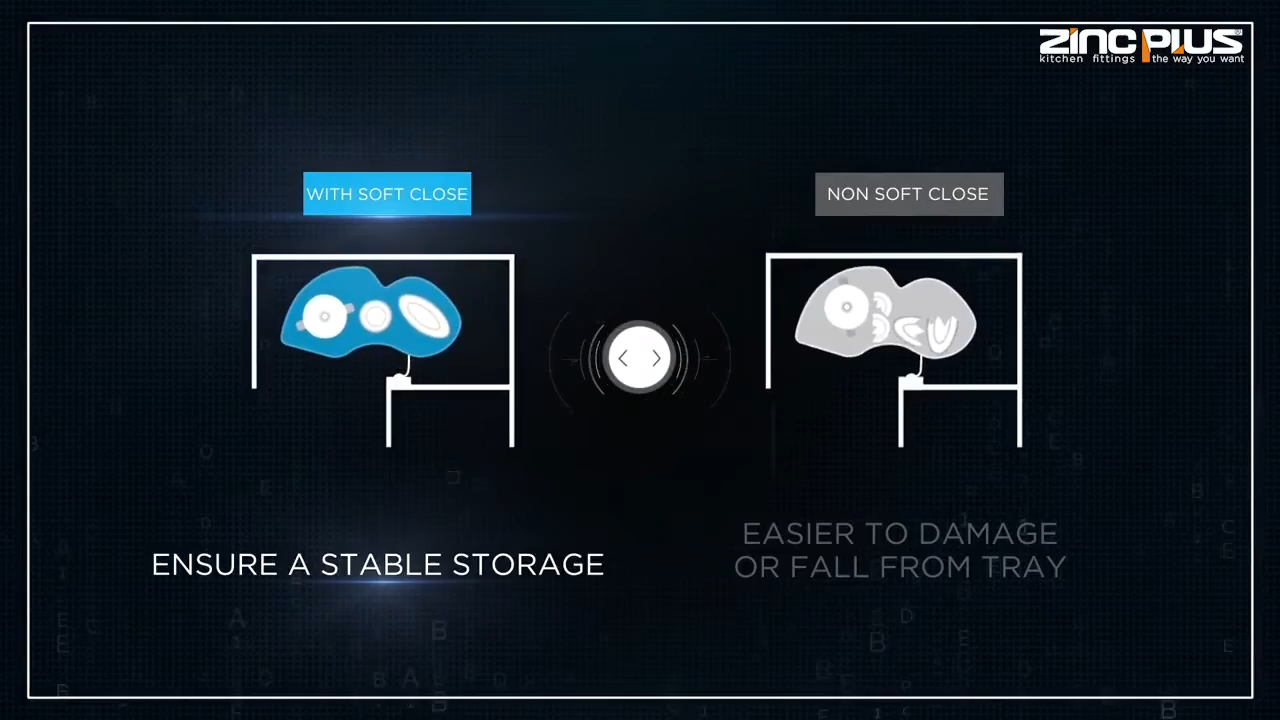 ZINC PLUS®
kitchen fittings the way you want
WITH SOFT CLOSE
NON SOFT CLOSE
ENSURE A STABLE STORAGE
EASIER TO DAMAGE
OR FALL FROM TRAY